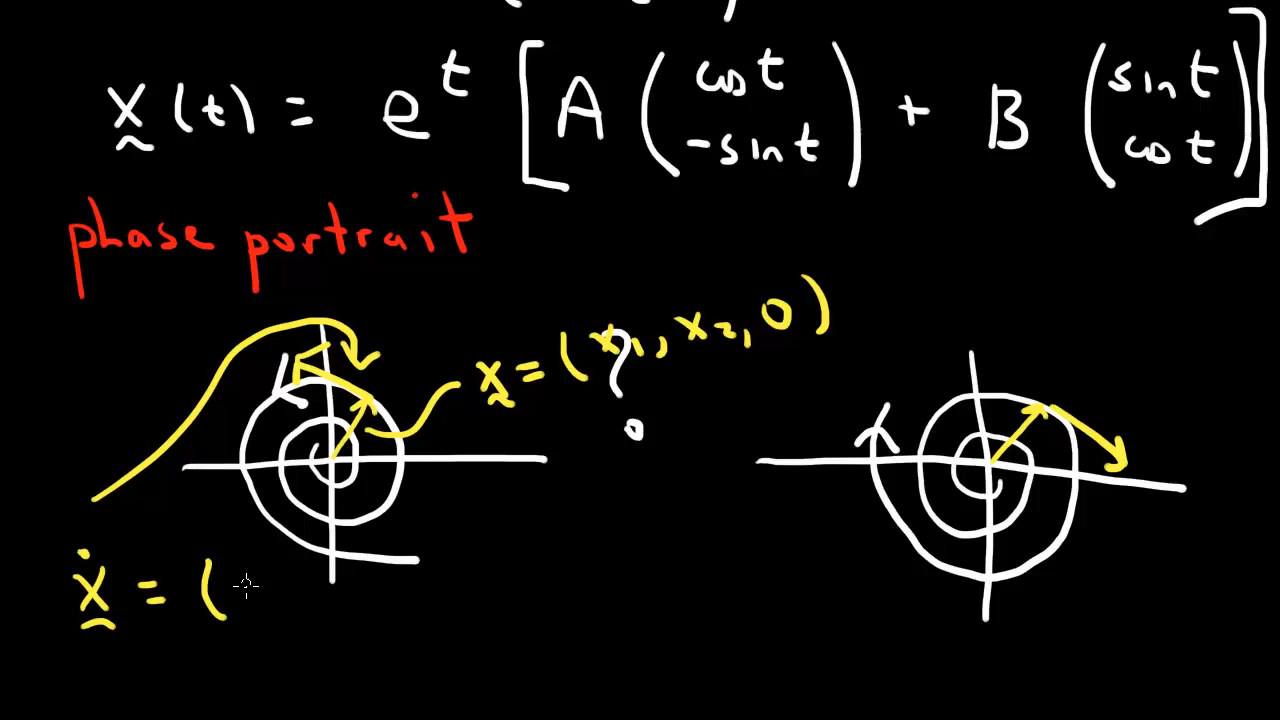 x(t) = e^t [A (cos t -sin t) + B (sin t cos t)]
phase portrait
x = (x₁, x₂, 0)
?
ẋ = (